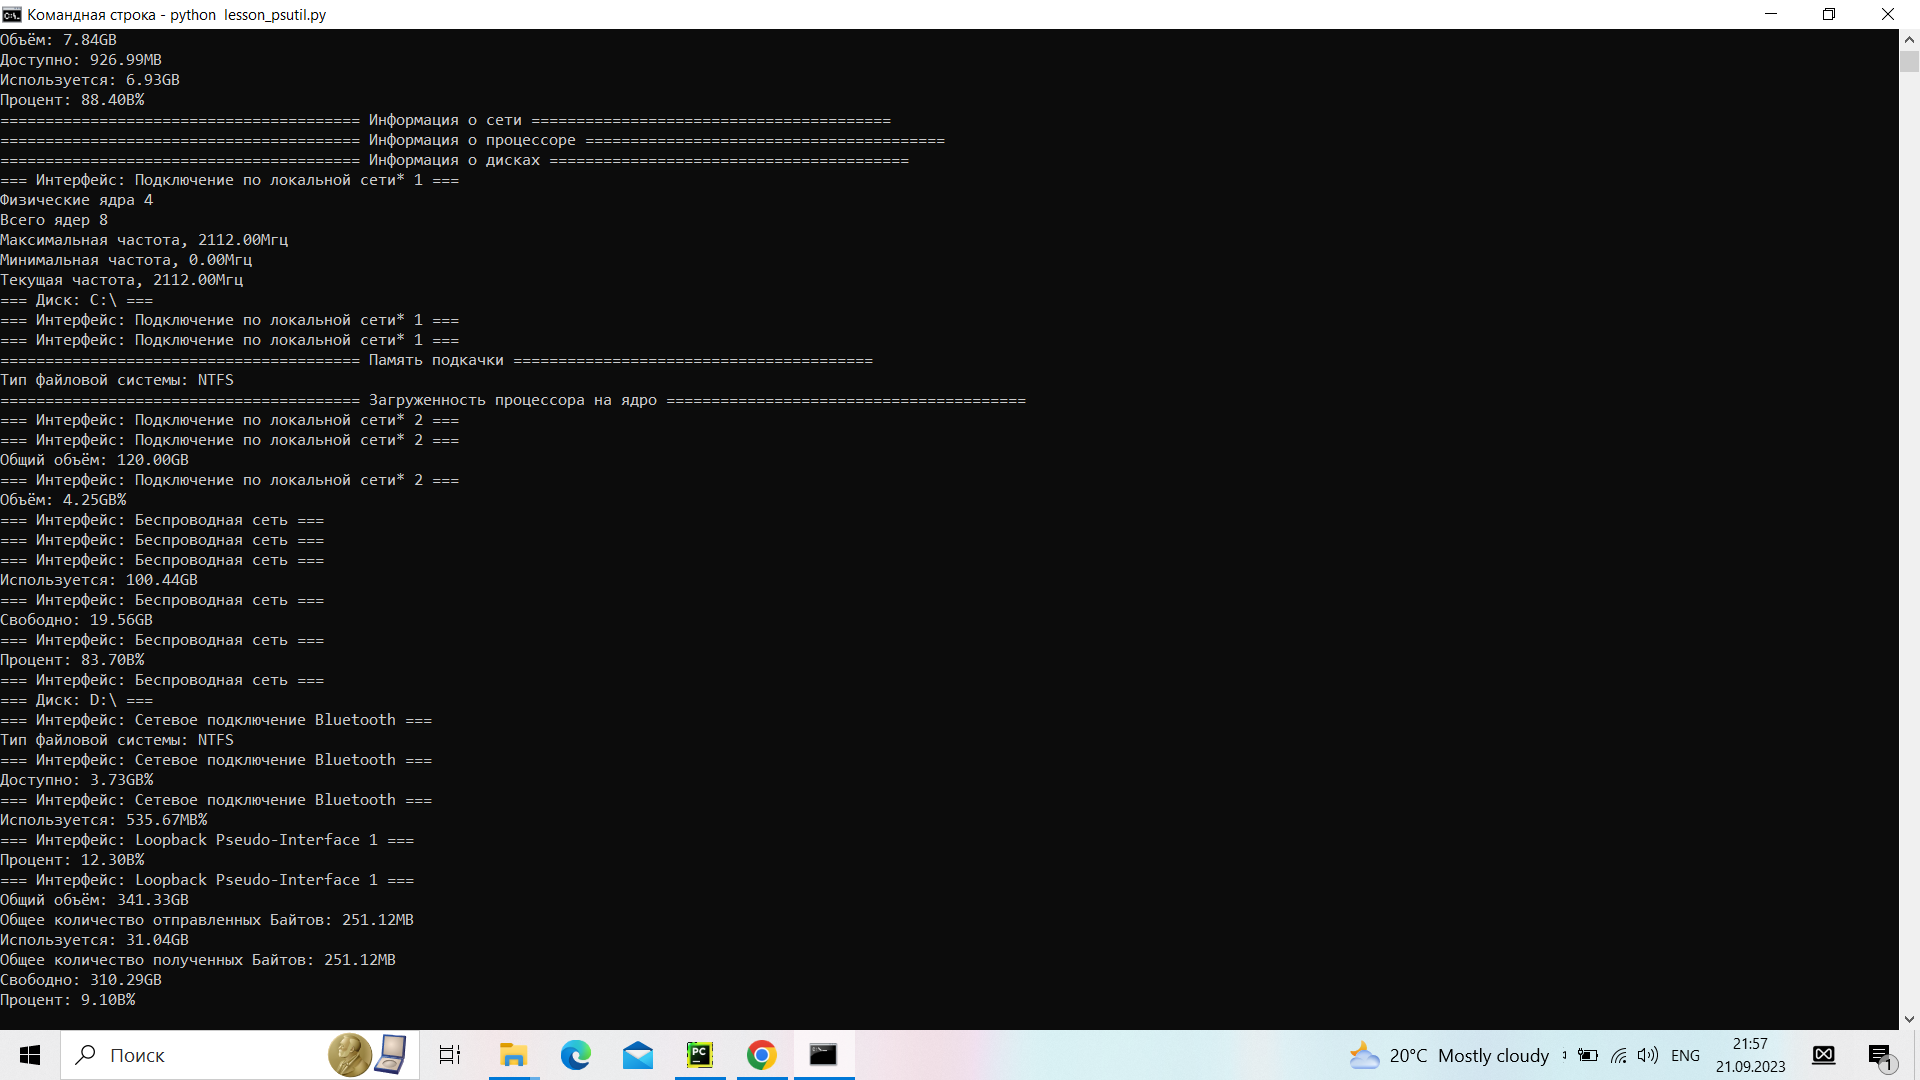 Командная строка - python  lesson_psutil.py
Объём: 7.84GB
Доступно: 926.99MB
Используется: 6.93GB
Процент: 88.40B%
======================================== Информация о сети ========================================
======================================== Информация о процессоре ========================================
======================================== Информация о дисках ========================================
=== Интерфейс: Подключение по локальной сети* 1 ===
Физические ядра 4
Всего ядер 8
Максимальная частота, 2112.00Мгц
Минимальная частота, 0.00Мгц
Текущая частота, 2112.00Мгц
=== Диск: C:\ ===
=== Интерфейс: Подключение по локальной сети* 1 ===
=== Интерфейс: Подключение по локальной сети* 1 ===
======================================== Память подкачки ========================================
Тип файловой системы: NTFS
======================================== Загруженность процессора на ядро ========================================
=== Интерфейс: Подключение по локальной сети* 2 ===
=== Интерфейс: Подключение по локальной сети* 2 ===
Общий объём: 120.00GB
=== Интерфейс: Подключение по локальной сети* 2 ===
Объём: 4.25GB%
=== Интерфейс: Беспроводная сеть ===
=== Интерфейс: Беспроводная сеть ===
=== Интерфейс: Беспроводная сеть ===
Используется: 100.44GB
=== Интерфейс: Беспроводная сеть ===
Свободно: 19.56GB
=== Интерфейс: Беспроводная сеть ===
Процент: 83.70B%
=== Интерфейс: Беспроводная сеть ===
=== Диск: D:\ ===
=== Интерфейс: Сетевое подключение Bluetooth ===
Тип файловой системы: NTFS
=== Интерфейс: Сетевое подключение Bluetooth ===
Доступно: 3.73GB%
=== Интерфейс: Сетевое подключение Bluetooth ===
Используется: 535.67MB%
=== Интерфейс: Loopback Pseudo-Interface 1 ===
Процент: 12.30B%
=== Интерфейс: Loopback Pseudo-Interface 1 ===
Общий объём: 341.33GB
Общее количество отправленных Байтов: 251.12MB
Используется: 31.04GB
Общее количество полученных Байтов: 251.12MB
Свободно: 310.29GB
Процент: 9.10B%
Поиск
PC
20°C Mostly cloudy
ENG
21:57
21.09.2023
1